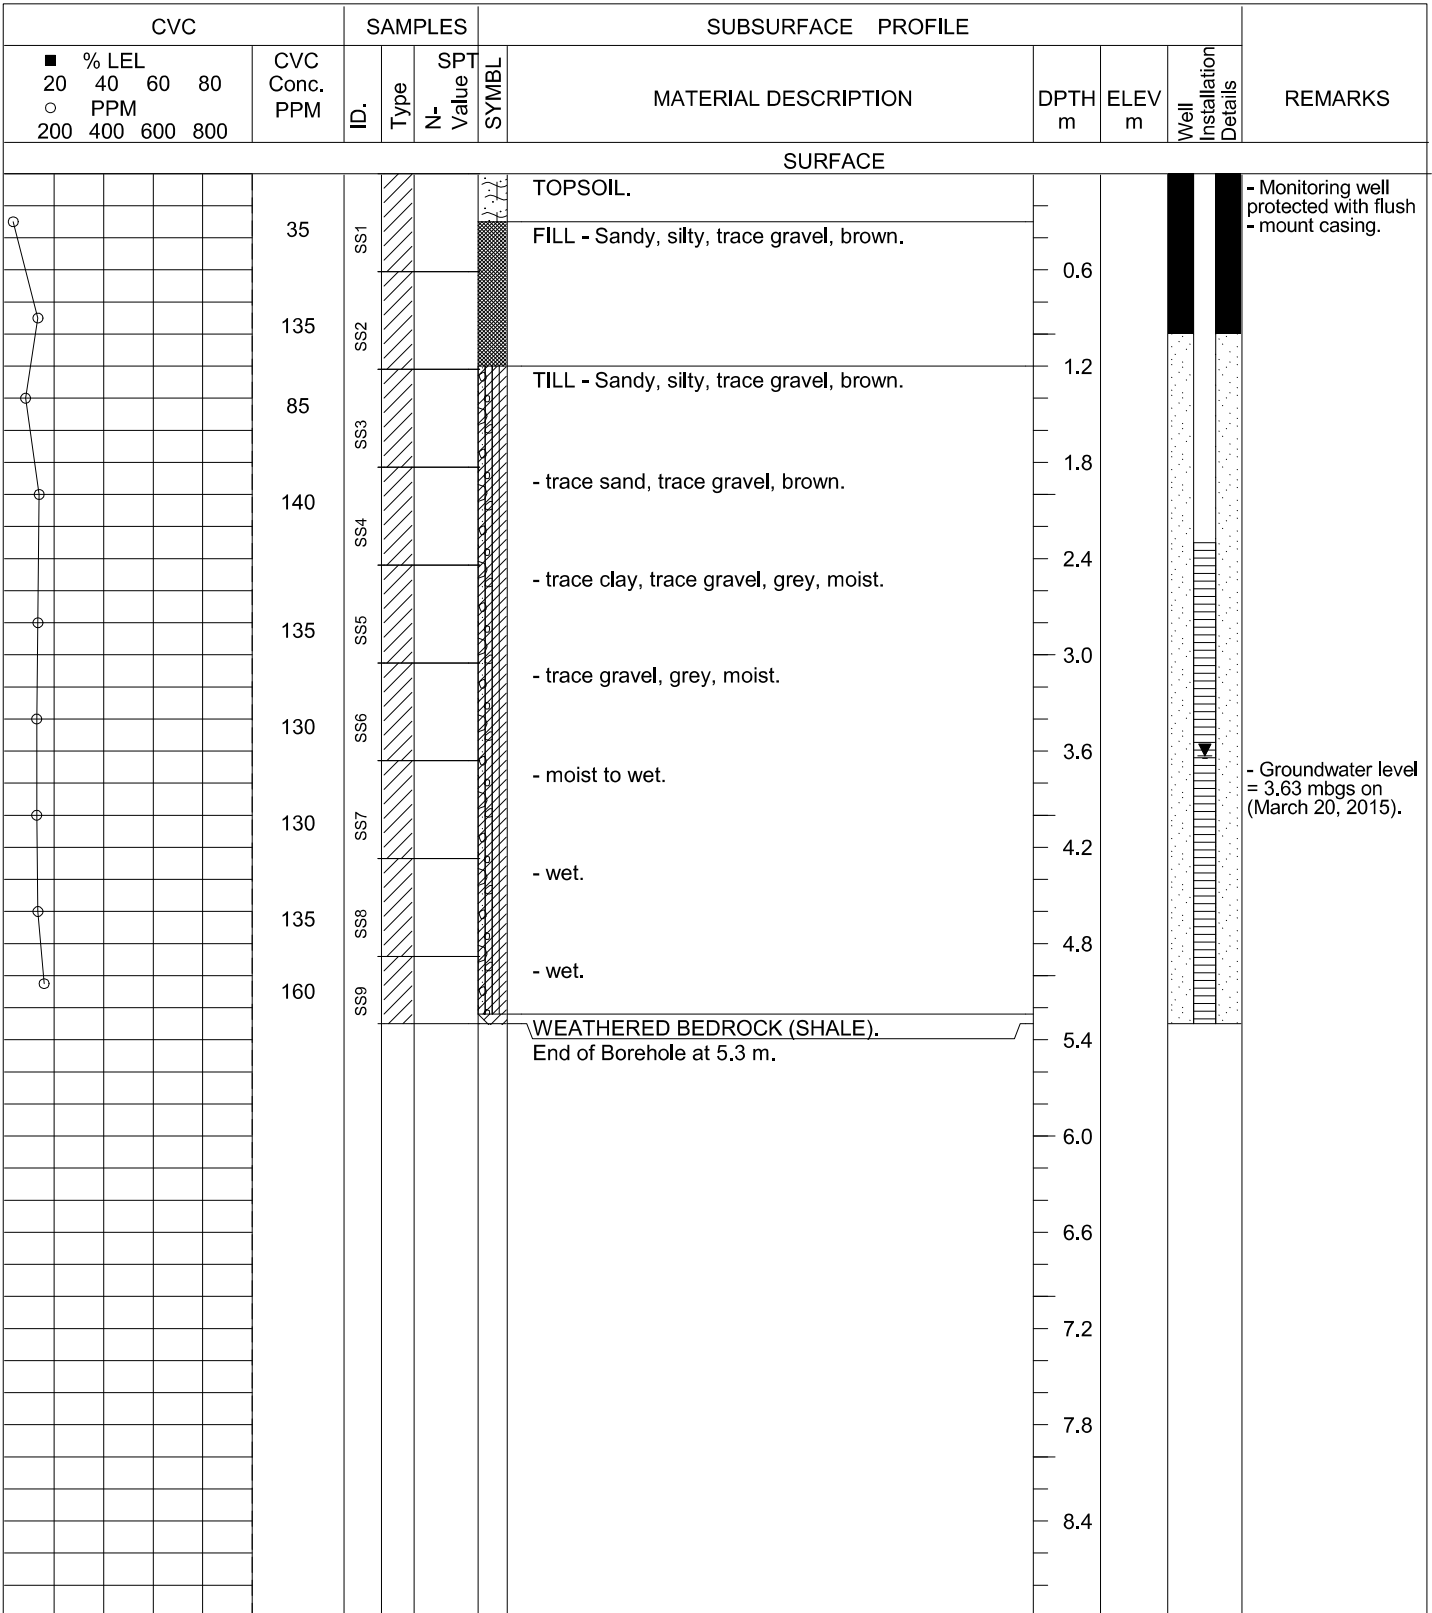 CVC
SAMPLES
SUBSURFACE PROFILE
■ % LEL
20 40 60 80
○ PPM
200 400 600 800
CVC
Conc.
PPM
ID.
Type
SPT
N-
Value
SYMBL
MATERIAL DESCRIPTION
DPTH
m
ELEV
m
Well
Installation
Details
REMARKS
SURFACE
TOPSOIL.
- Monitoring well
protected with flush
- mount casing.
35
SS1
FILL - Sandy, silty, trace gravel, brown.
0.6
135
SS2
1.2
TILL - Sandy, silty, trace gravel, brown.
85
SS3
1.8
- trace sand, trace gravel, brown.
140
SS4
2.4
- trace clay, trace gravel, grey, moist.
135
SS5
3.0
- trace gravel, grey, moist.
130
SS6
3.6
- moist to wet.
- Groundwater level
= 3.63 mbgs on
(March 20, 2015).
130
SS7
4.2
- wet.
135
SS8
4.8
- wet.
160
SS9
WEATHERED BEDROCK (SHALE).
5.4
End of Borehole at 5.3 m.
6.0
6.6
7.2
7.8
8.4